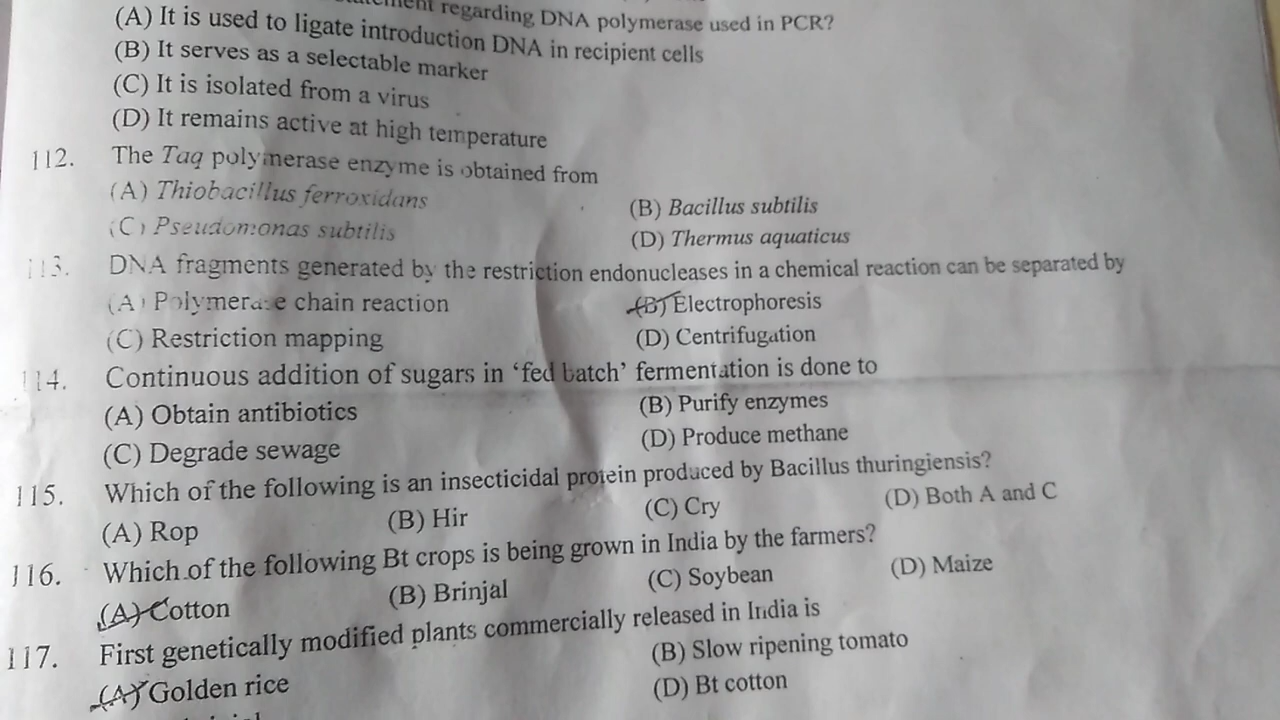 regarding DNA polymerase used in PCR?
(A) It is used to ligate introduction DNA in recipient cells
(B) It serves as a selectable marker
(C) It is isolated from a virus
(D) It remains active at high temperature
112. The Taq polymerase enzyme is obtained from
(A) Thiobacillus ferroxidans (B) Bacillus subtilis
(C) Pseudomonas subtilis (D) Thermus aquaticus
113. DNA fragments generated by the restriction endonucleases in a chemical reaction can be separated by
(A) Polymerase chain reaction (B) Electrophoresis
(C) Restriction mapping (D) Centrifugation
114. Continuous addition of sugars in ‘fed batch’ fermentation is done to
(A) Obtain antibiotics (B) Purify enzymes
(C) Degrade sewage (D) Produce methane
115. Which of the following is an insecticidal protein produced by Bacillus thuringiensis?
(A) Rop (B) Hir (C) Cry (D) Both A and C
116. Which of the following Bt crops is being grown in India by the farmers?
(A) Cotton (B) Brinjal (C) Soybean (D) Maize
117. First genetically modified plants commercially released in India is
(A) Golden rice (B) Slow ripening tomato
(D) Bt cotton